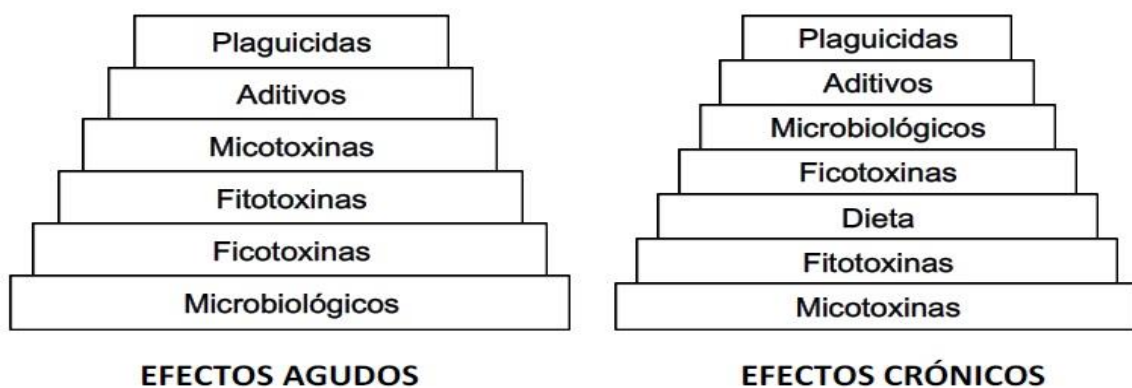 Plaguicidas
Aditivos
Micotoxinas
Fitotoxinas
Ficotoxinas
Microbiológicos
EFECTOS AGUDOS
Plaguicidas
Aditivos
Microbiológicos
Ficotoxinas
Dieta
Fitotoxinas
Micotoxinas
EFECTOS CRÓNICOS